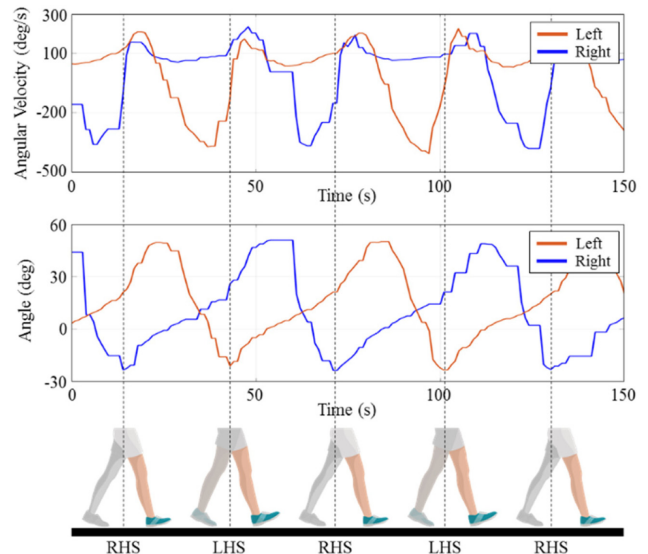 Angular Velocity (deg/s)
300
100
-200
-500
Left
Right
0
50
100
150
Time (s)
Angle (deg)
60
30
0
-30
Left
Right
0
50
100
150
Time (s)
RHS LHS RHS LHS RHS